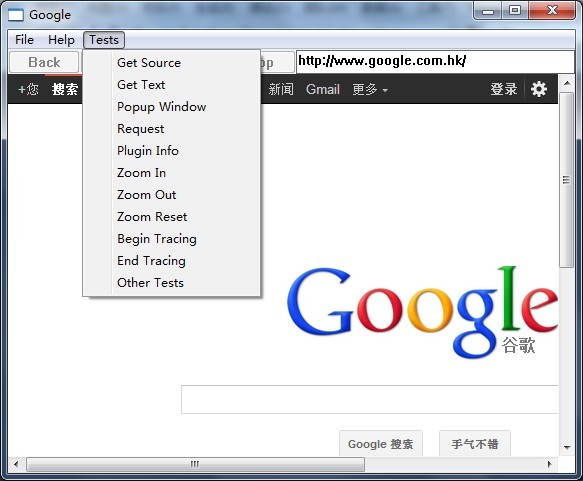 Google
File Help Tests
Back http://www.google.com.hk/
+您 搜索 新闻 Gmail 更多 登录
Get Source
Get Text
Popup Window
Request
Plugin Info
Zoom In
Zoom Out
Zoom Reset
Begin Tracing
End Tracing
Other Tests
Google
谷歌
Google 搜索 手气不错